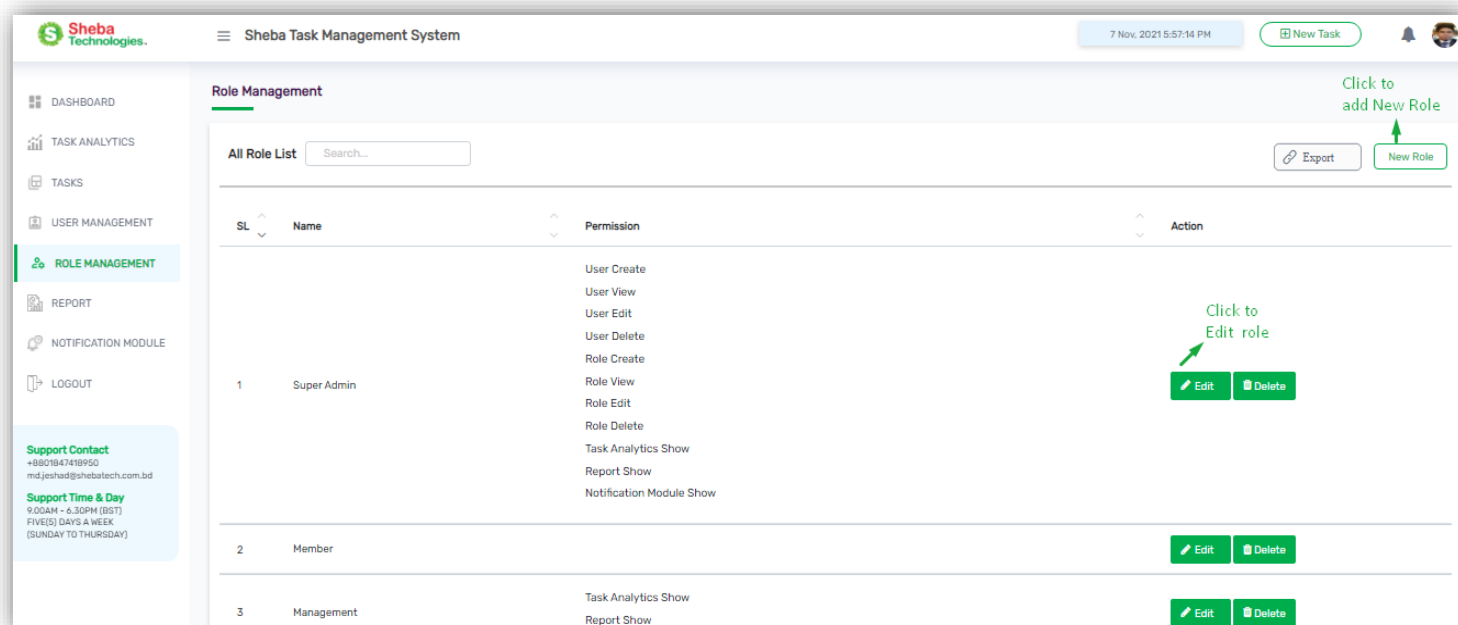 Sheba
Technologies.
Sheba Task Management System
7 Nov, 2021 5:57:14 PM
New Task
DASHBOARD
TASK ANALYTICS
TASKS
USER MANAGEMENT
ROLE MANAGEMENT
REPORT
NOTIFICATION MODULE
LOGOUT
Support Contact
+8801847418950
md.jeshad@shebatech.com.bd
Support Time & Day
9.00AM - 6.30PM (BST)
FIVE(5) DAYS A WEEK
(SUNDAY TO THURSDAY)
Role Management
Click to
add New Role
All Role List
Search...
Export
New Role
SL Name Permission Action
User Create
User View
User Edit
User Delete
Role Create
Role View
Role Edit
Role Delete
Task Analytics Show
Report Show
Notification Module Show
1 Super Admin
Click to
Edit role
Edit Delete
2 Member Edit Delete
Task Analytics Show
Report Show
3 Management Edit Delete